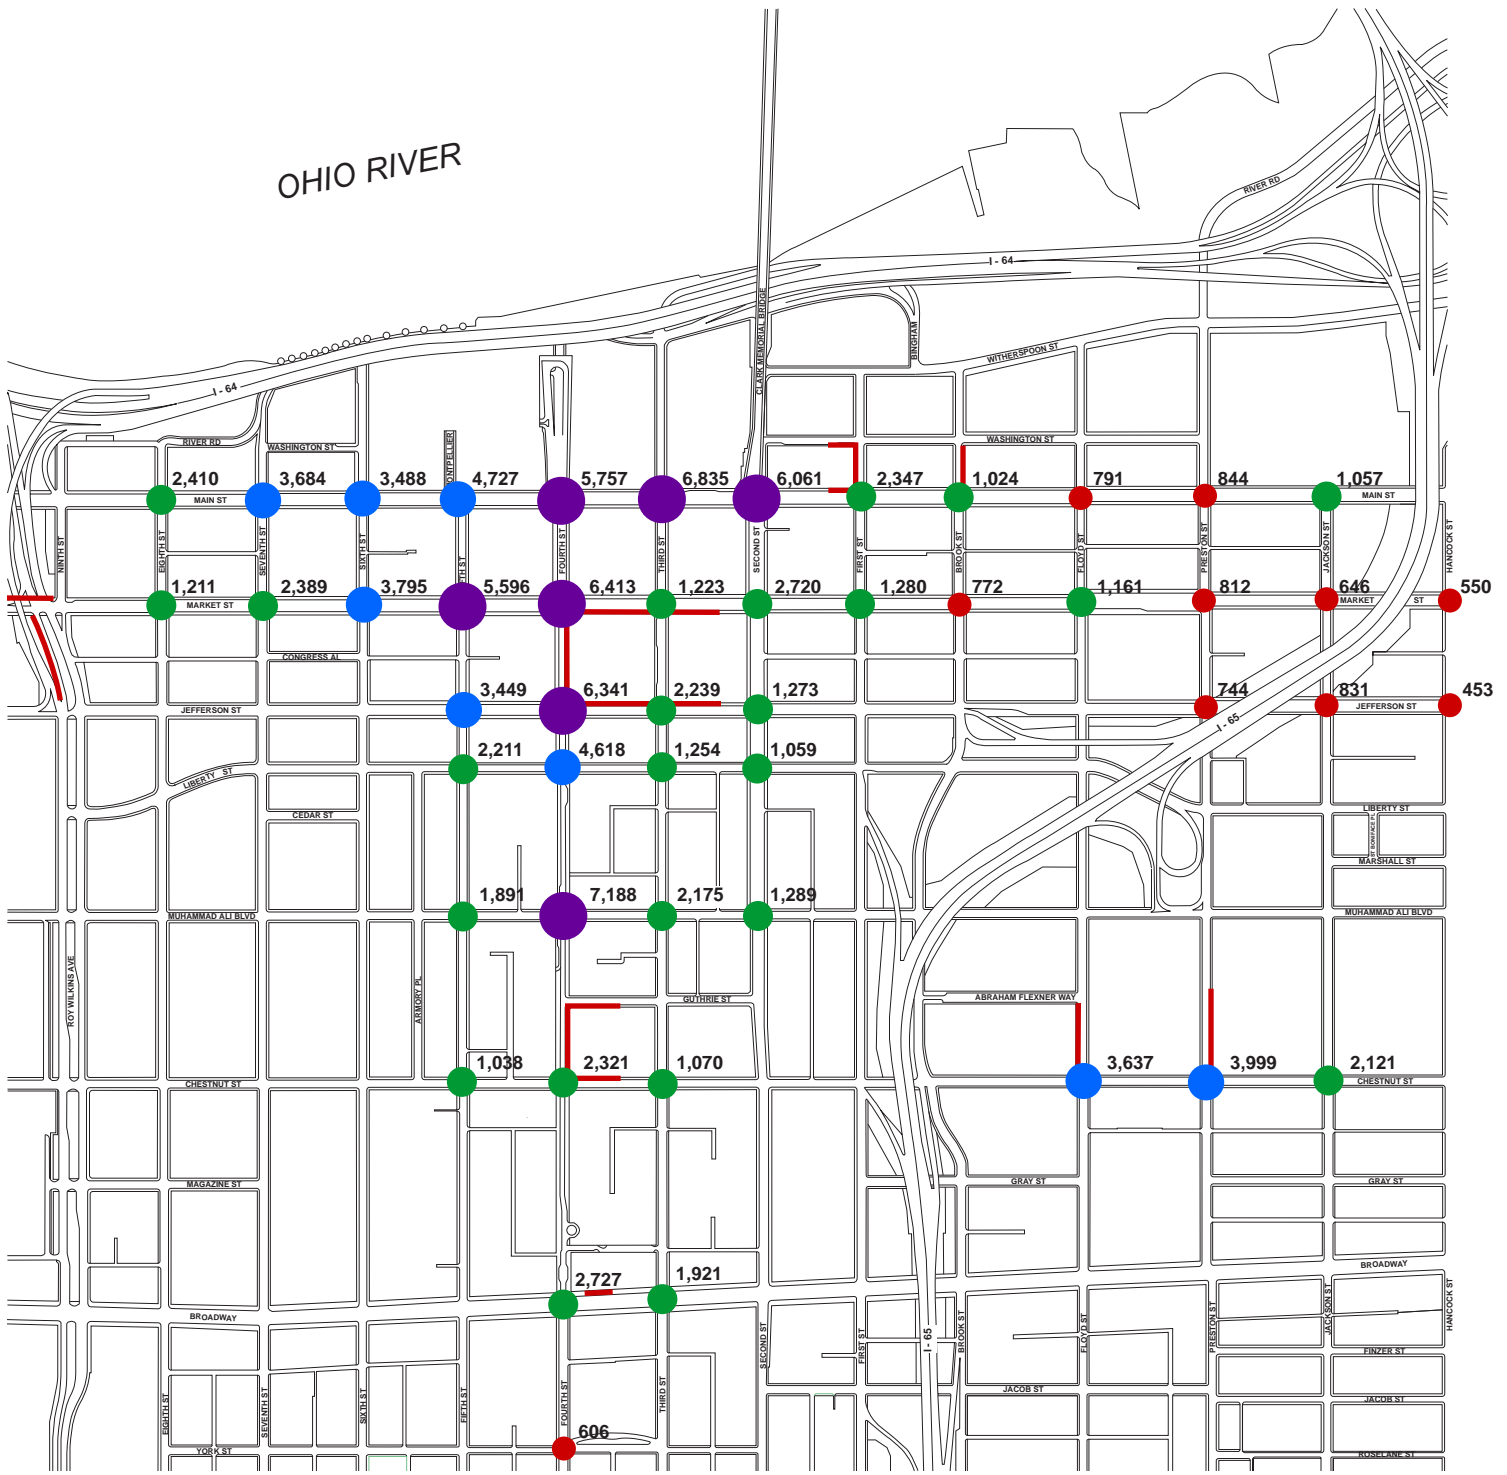 OHIO RIVER
RIVER RD
I - 64
CLARK MEMORIAL BRIDGE
BINGHAM
WITHERSPOON ST
I - 64
RIVER RD
WASHINGTON ST
WASHINGTON ST
2,410
3,684
3,488
4,727
5,757
6,835
6,061
2,347
1,024
791
844
1,057
MAIN ST
MAIN ST
NINTH ST
EIGHTH ST
SEVENTH ST
SIXTH ST
FOURTH ST
THIRD ST
SECOND ST
FIRST ST
BROOK ST
FLOYD ST
PRESTON ST
JACKSON ST
HANCOCK ST
1,211
2,389
3,795
5,596
6,413
1,223
2,720
1,280
772
1,161
812
646
550
MARKET ST
MARKET ST
CONGRESS AL
3,449
6,341
2,239
1,273
744
831
453
JEFFERSON ST
JEFFERSON ST
I - 65
2,211
4,618
1,254
1,059
LIBERTY ST
LIBERTY ST
CEDAR ST
ST BONIFACE PL
MARSHALL ST
1,891
7,188
2,175
1,289
MUHAMMAD ALI BLVD
MUHAMMAD ALI BLVD
ROY WILKINS AVE
ARMORY PL
GUTHRIE ST
ABRAHAM FLEXNER WAY
1,038
2,321
1,070
3,637
3,999
2,121
CHESTNUT ST
CHESTNUT ST
MAGAZINE ST
GRAY ST
GRAY ST
BROADWAY
2,727
1,921
BROADWAY
SECOND ST
FIRST ST
I - 65
BROOK ST
FLOYD ST
PRESTON ST
JACKSON ST
HANCOCK ST
FINZER ST
EIGHTH ST
SEVENTH ST
SIXTH ST
FIFTH ST
FOURTH ST
THIRD ST
JACOB ST
JACOB ST
606
YORK ST
ROSELANE ST